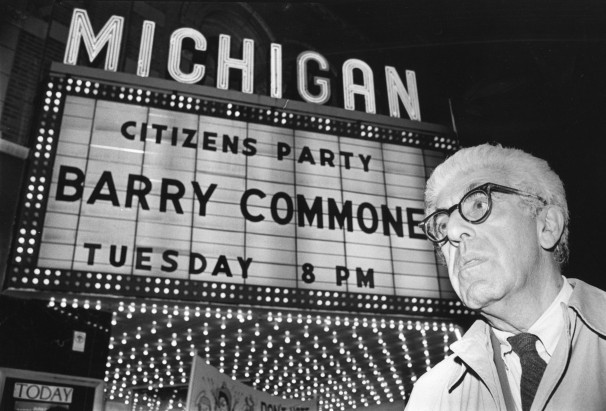 MICHIGAN
CITIZENS PARTY
BARRY COMMONE
TUESDAY 8 PM
TODAY